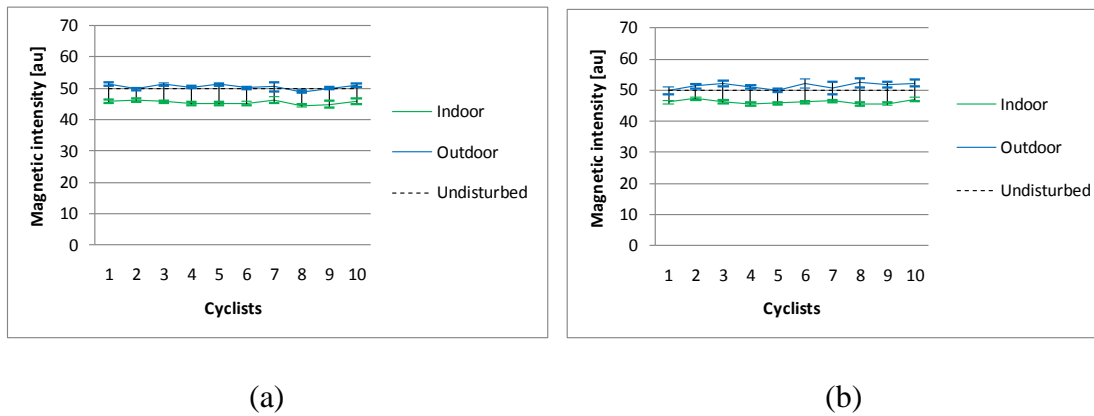 70
60
50
40
30
20
10
0
Magnetic intensity [au]
1 2 3 4 5 6 7 8 9 10
Cyclists
Indoor
Outdoor
Undisturbed
(a)
70
60
50
40
30
20
10
0
Magnetic intensity [au]
1 2 3 4 5 6 7 8 9 10
Cyclists
Indoor
Outdoor
Undisturbed
(b)